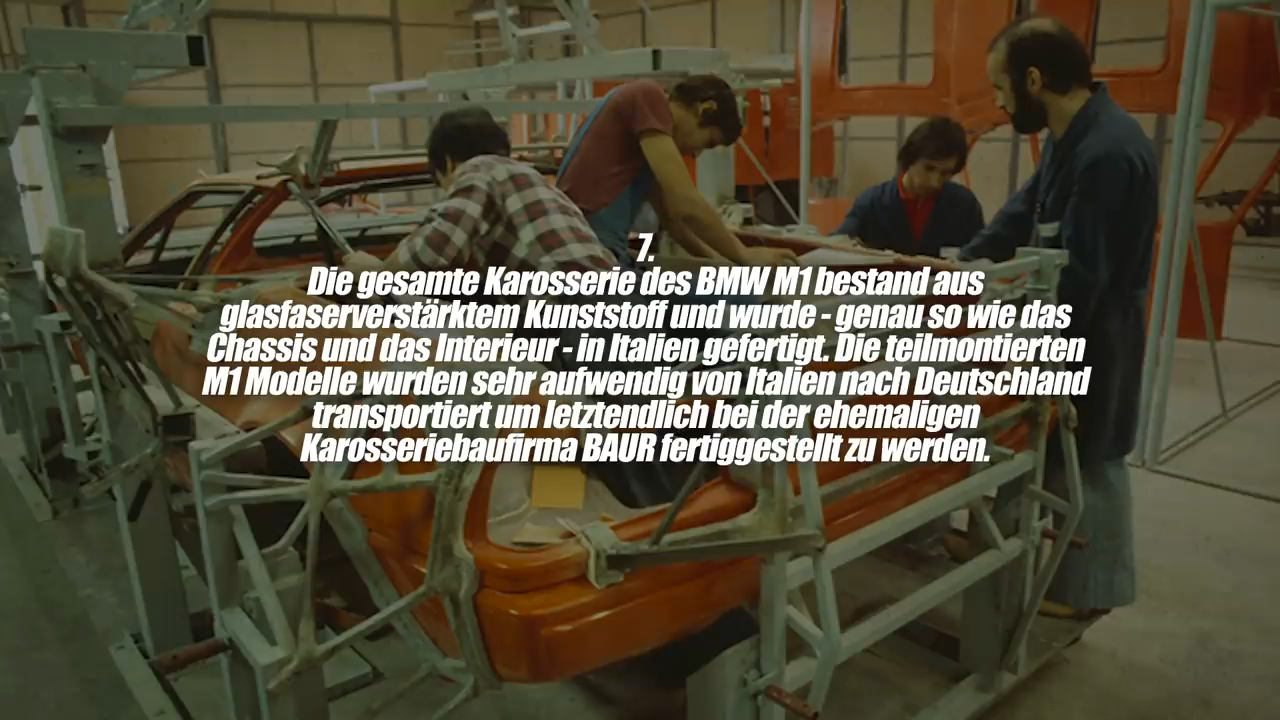 7.
Die gesamte Karosserie des BMW M1 bestand aus
glasfaserverstärktem Kunststoff und wurde - genau so wie das
Chassis und das Interieur - in Italien gefertigt. Die teilmontierten
M1 Modelle wurden sehr aufwendig von Italien nach Deutschland
transportiert um letztendlich bei der ehemaligen
Karosseriebaufirma BAUR fertiggestellt zu werden.